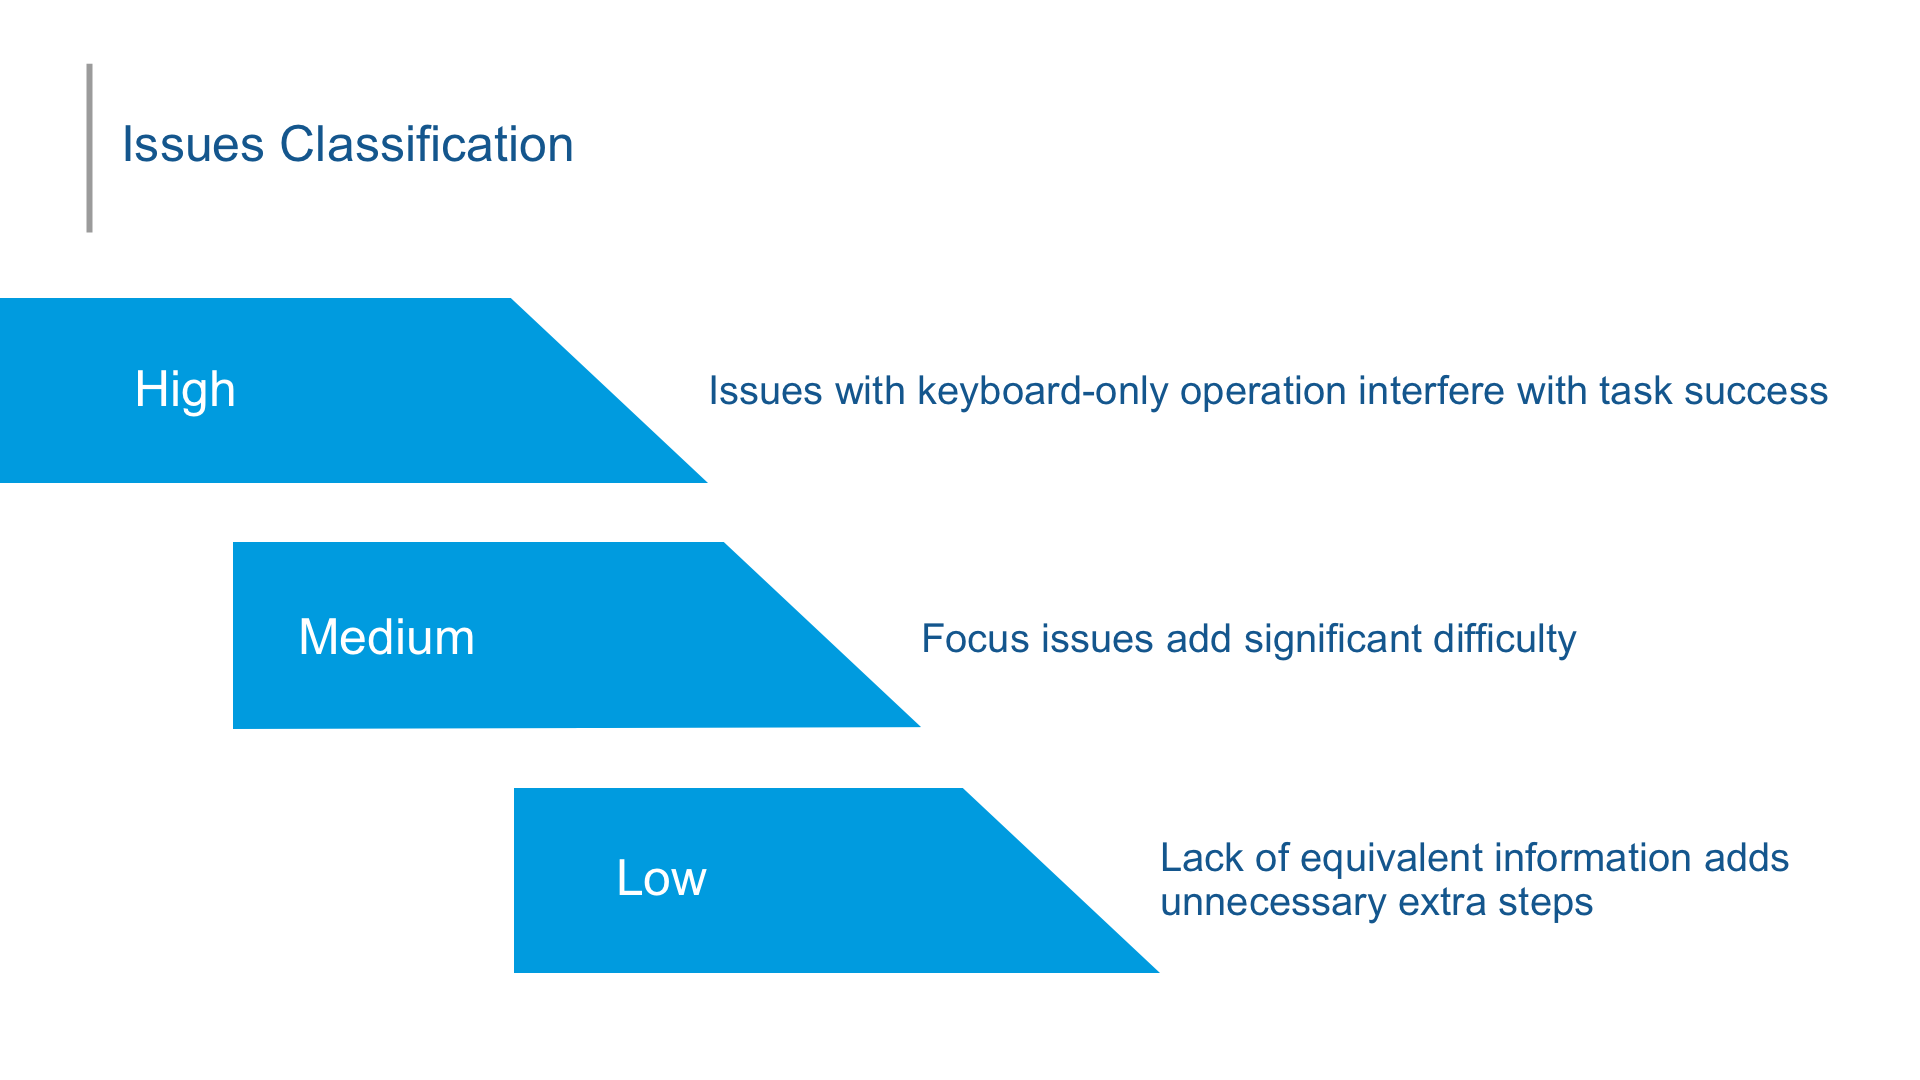 Issues Classification
High
Issues with keyboard-only operation interfere with task success
Medium
Focus issues add significant difficulty
Low
Lack of equivalent information adds
unnecessary extra steps